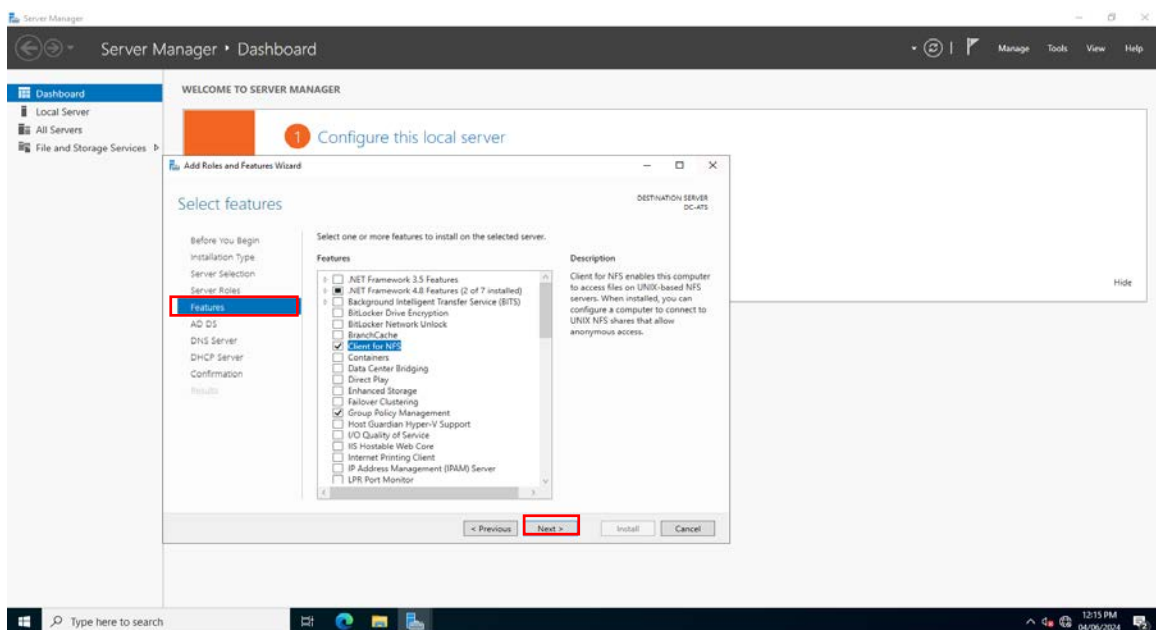 Server Manager
Server Manager • Dashboard
Manage Tools View Help
Dashboard
Local Server
All Servers
File and Storage Services
WELCOME TO SERVER MANAGER
1 Configure this local server
Hide
Add Roles and Features Wizard
Select features
DESTINATION SERVER
DC-ATS
Before You Begin
Installation Type
Server Selection
Server Roles
Features
AD DS
DNS Server
DHCP Server
Confirmation
Results
Select one or more features to install on the selected server.
Features
.NET Framework 3.5 Features
.NET Framework 4.8 Features (2 of 7 installed)
Background Intelligent Transfer Service (BITS)
BitLocker Drive Encryption
BitLocker Network Unlock
BranchCache
Client for NFS
Containers
Data Center Bridging
Direct Play
Enhanced Storage
Failover Clustering
Group Policy Management
Host Guardian Hyper-V Support
I/O Quality of Service
IIS Hostable Web Core
Internet Printing Client
IP Address Management (IPAM) Server
LPR Port Monitor
Description
Client for NFS enables this computer
to access files on UNIX-based NFS
servers. When installed, you can
configure a computer to connect to
UNIX NFS shares that allow
anonymous access.
< Previous Next > Install Cancel
Type here to search
12:15 PM
04/06/2024